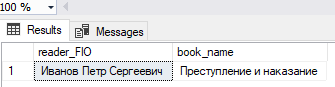 100 %
Results Messages
reader_FIO book_name
1 Иванов Петр Сергеевич Преступление и наказание